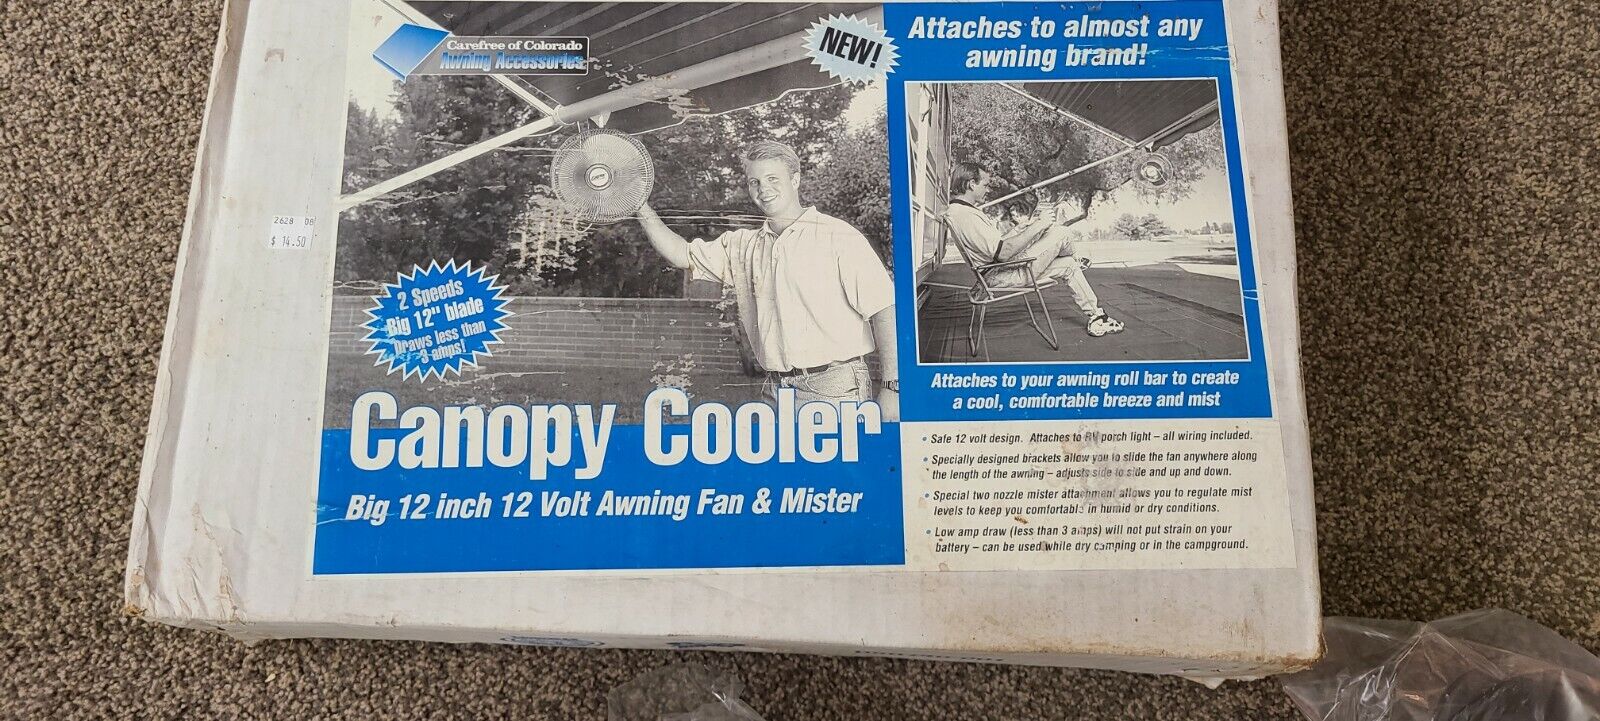 Carefree of Colorado
Awning Accessories
NEW!
Attaches to almost any
awning brand!
2628 08
$ 14.50
2 Speeds
Big 12" blade
Draws less than
3 amps!
Attaches to your awning roll bar to create
a cool, comfortable breeze and mist
Canopy Cooler
Big 12 inch 12 Volt Awning Fan & Mister
• Safe 12 volt design. Attaches to RV porch light – all wiring included.
• Specially designed brackets allow you to slide the fan anywhere along
the length of the awning – adjusts side to side and up and down.
• Special two nozzle mister attachment allows you to regulate mist
levels to keep you comfortable in humid or dry conditions.
• Low amp draw (less than 3 amps) will not put strain on your
battery – can be used while dry camping or in the campground.